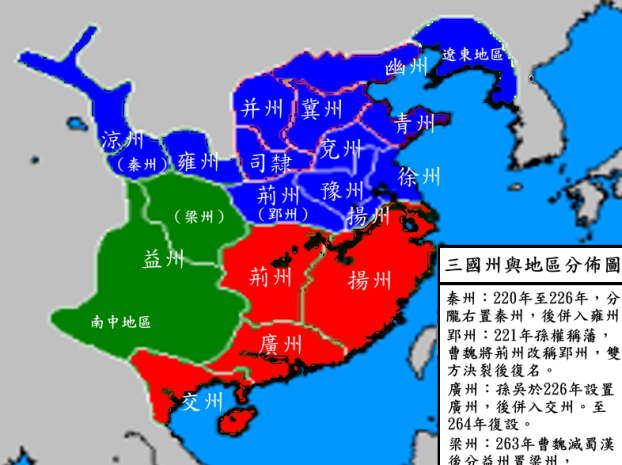 遼東地區
幽州
并州
冀州
青州
涼州
（秦州）
雍州
司隸
兗州
徐州
荊州
（郢州）
豫州
揚州
（梁州）
益州
荊州
揚州
南中地區
廣州
交州
三國州與地區分佈圖
秦州：220年至226年，分
隴右置秦州，後併入雍州
郢州：221年孫權稱藩，
曹魏將荊州改稱郢州，雙
方決裂後復名。
廣州：孫吳於226年設置
廣州，後併入交州。至
264年復設。
梁州：263年曹魏滅蜀漢
後分益州置梁州，